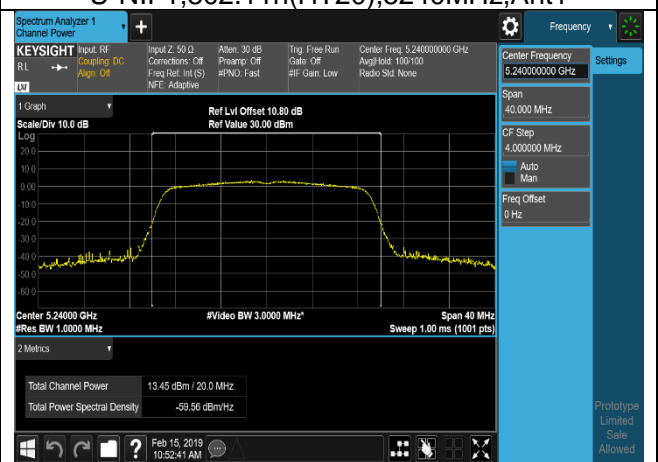 Spectrum Analyzer 1
Channel Power
+
Frequency
KEYSIGHT
RL
LXI
Input: RF
Coupling: DC
Align: Off
Input Z: 50 Ω
Corrections: Off
Freq Ref: Int (S)
NFE: Adaptive
Atten: 30 dB
Preamp: Off
#PNO: Fast
Trig: Free Run
Gate: Off
#IF Gain: Low
Center Freq: 5.240000000 GHz
Avg|Hold: 100/100
Radio Std: None
Center Frequency
5.240000000 GHz
Settings
Span
40.000 MHz
CF Step
4.000000 MHz
Auto
Man
Freq Offset
0 Hz
1 Graph
Scale/Div 10.0 dB
Ref Lvl Offset 10.80 dB
Ref Value 30.00 dBm
Log
20.0
10.0
0.00
-10.0
-20.0
-30.0
-40.0
-50.0
-60.0
Center 5.24000 GHz
#Res BW 1.0000 MHz
#Video BW 3.0000 MHz*
Span 40 MHz
Sweep 1.00 ms (1001 pts)
2 Metrics
Total Channel Power 13.45 dBm / 20.0 MHz
Total Power Spectral Density -59.56 dBm/Hz
Prototype
Limited
Sale
Allowed
?
Feb 15, 2019
10:52:41 AM